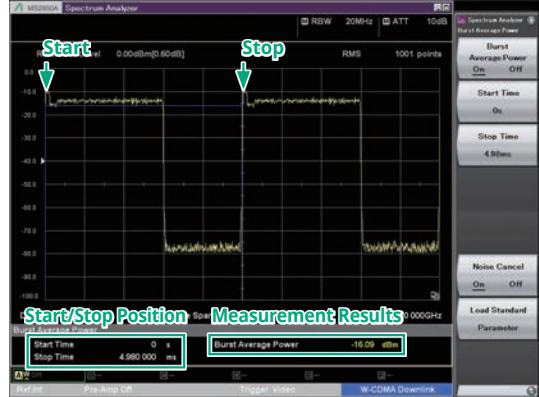 MS2850A Spectrum Analyzer
RBW 20MHz ATT 10dB
Level 0.00dBm[0.60dB] RMS 1001 points
Start
Stop
0.0
-10.0
-20.0
-30.0
-40.0
-50.0
-60.0
-70.0
-80.0
-90.0
-100.0
Start/Stop Position
Measurement Results
Burst Average Power
Start Time 0 s
Stop Time 4.980 000 ms
Burst Average Power -16.09 dBm
Ref.Int Pre-Amp Off Trigger Video W-CDMA Downlink
Spectrum Analyzer
Burst Average Power
Burst
Average Power
On Off
Start Time
0s
Stop Time
4.98ms
Noise Cancel
On Off
Load Standard
Parameter